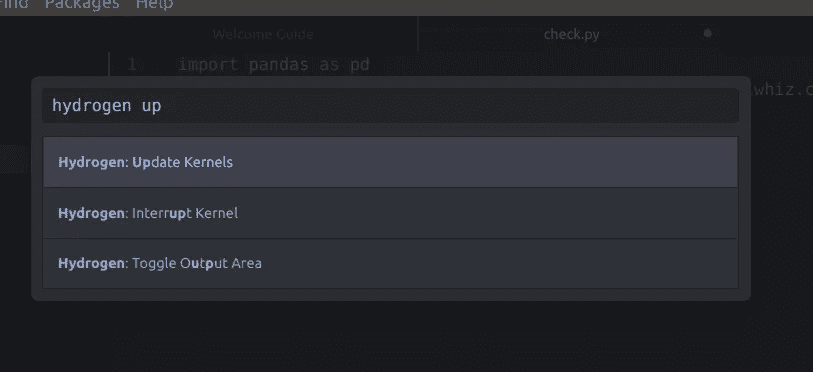 Find Packages Help
Welcome Guide check.py
1 import pandas as pd
whiz.c
hydrogen up
Hydrogen: Update Kernels
Hydrogen: Interrupt Kernel
Hydrogen: Toggle Output Area